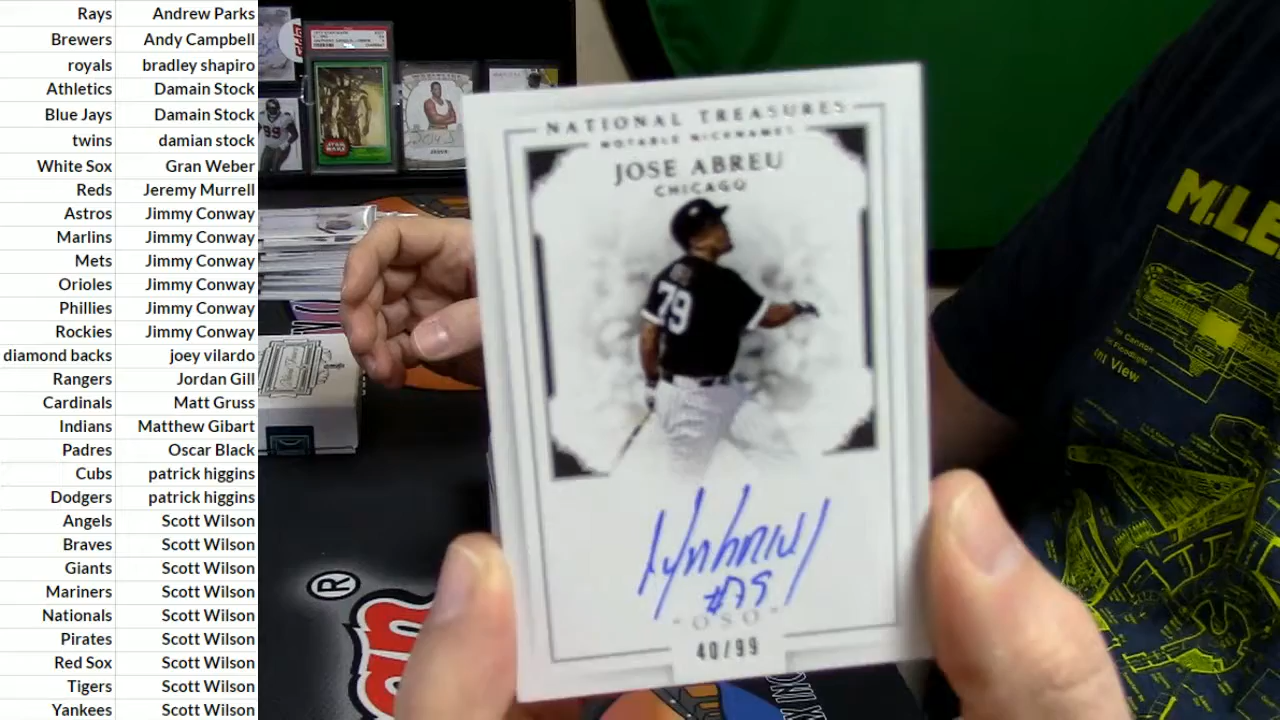 Rays Andrew Parks
Brewers Andy Campbell
royals bradley shapiro
Athletics Damain Stock
Blue Jays Damain Stock
twins damian stock
White Sox Gran Weber
Reds Jeremy Murrell
Astros Jimmy Conway
Marlins Jimmy Conway
Mets Jimmy Conway
Orioles Jimmy Conway
Phillies Jimmy Conway
Rockies Jimmy Conway
diamond backs joey vilardo
Rangers Jordan Gill
Cardinals Matt Gruss
Indians Matthew Gibart
Padres Oscar Black
Cubs patrick higgins
Dodgers patrick higgins
Angels Scott Wilson
Braves Scott Wilson
Giants Scott Wilson
Mariners Scott Wilson
Nationals Scott Wilson
Pirates Scott Wilson
Red Sox Scott Wilson
Tigers Scott Wilson
Yankees Scott Wilson
NATIONAL TREASURES
NOTABLE NICKNAMES
JOSE ABREU
CHICAGO
79
#79
"OSO"
40/99
STAR WARS
99
®